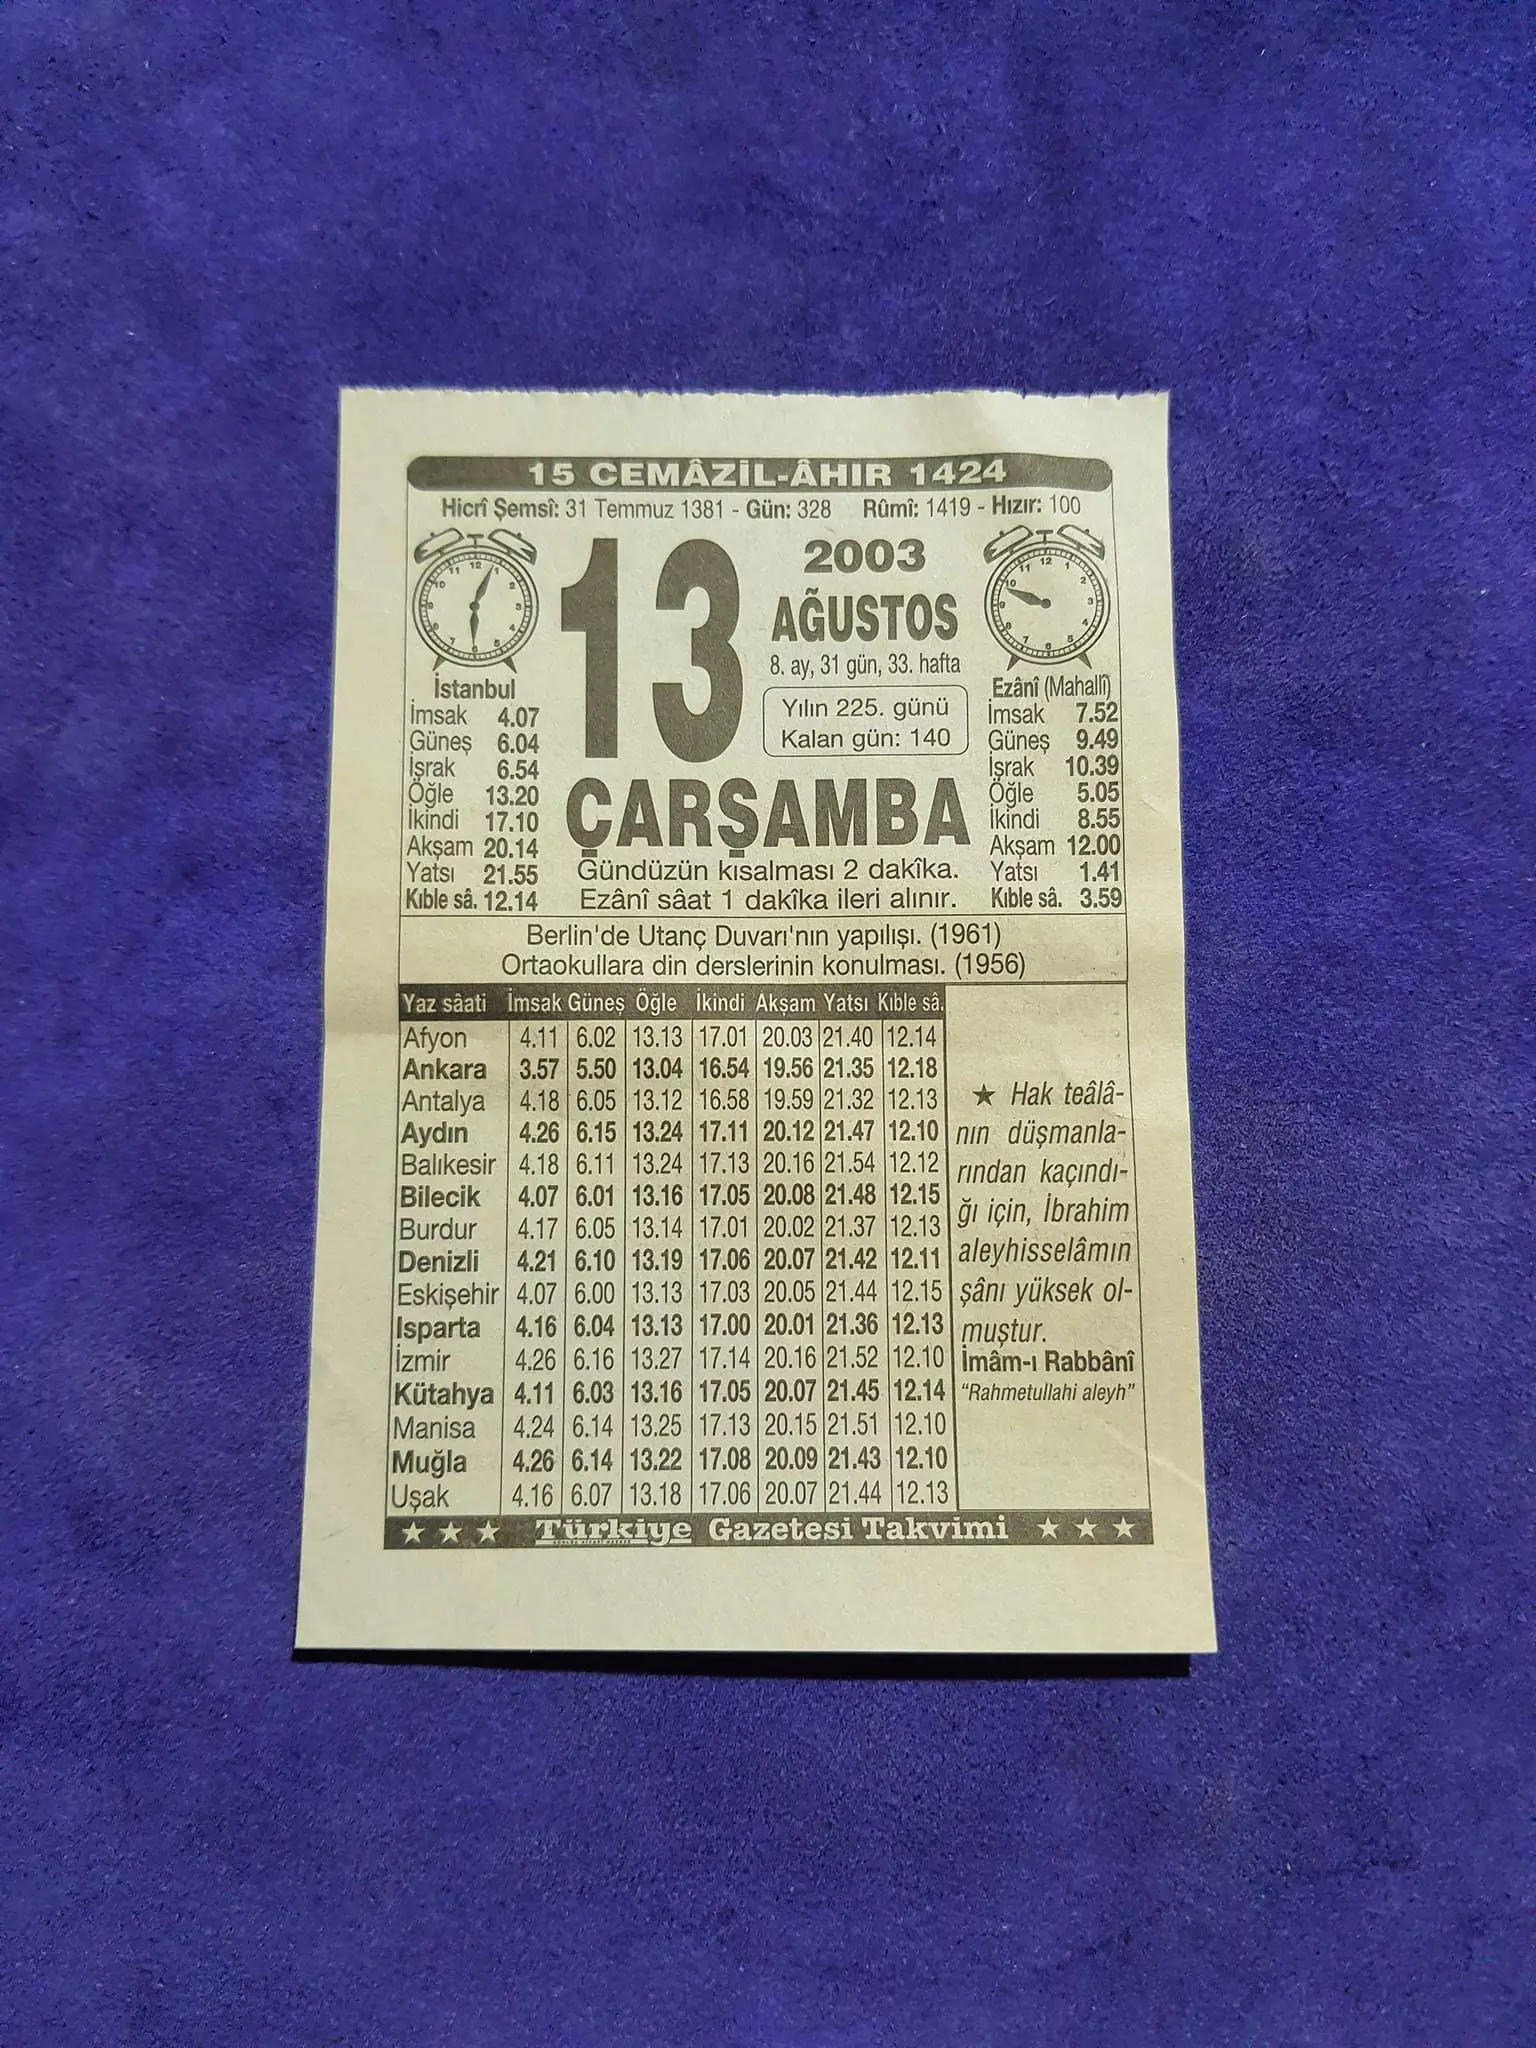 15 CEMÂZİL-ÂHIR 1424
Hicrî Şemsî: 31 Temmuz 1381 - Gün: 328 Rûmî: 1419 - Hızır: 100
13
2003
AĞUSTOS
8. ay, 31 gün, 33. hafta
Yılın 225. günü
Kalan gün: 140
ÇARŞAMBA
Gündüzün kısalması 2 dakîka.
Ezânî sâat 1 dakîka ileri alınır.
İstanbul
İmsak 4.07
Güneş 6.04
İşrak 6.54
Öğle 13.20
İkindi 17.10
Akşam 20.14
Yatsı 21.55
Kıble sâ. 12.14
Ezânî (Mahallî)
İmsak 7.52
Güneş 9.49
İşrak 10.39
Öğle 5.05
İkindi 8.55
Akşam 12.00
Yatsı 1.41
Kıble sâ. 3.59
Berlin'de Utanç Duvarı'nın yapılışı. (1961)
Ortaokullara din derslerinin konulması. (1956)
Yaz sâati İmsak Güneş Öğle İkindi Akşam Yatsı Kıble sâ.
Afyon 4.11 6.02 13.13 17.01 20.03 21.40 12.14
Ankara 3.57 5.50 13.04 16.54 19.56 21.35 12.18
Antalya 4.18 6.05 13.12 16.58 19.59 21.32 12.13
Aydın 4.26 6.15 13.24 17.11 20.12 21.47 12.10
Balıkesir 4.18 6.11 13.24 17.13 20.16 21.54 12.12
Bilecik 4.07 6.01 13.16 17.05 20.08 21.48 12.15
Burdur 4.17 6.05 13.14 17.01 20.02 21.37 12.13
Denizli 4.21 6.10 13.19 17.06 20.07 21.42 12.11
Eskişehir 4.07 6.00 13.13 17.03 20.05 21.44 12.15
Isparta 4.16 6.04 13.13 17.00 20.01 21.36 12.13
İzmir 4.26 6.16 13.27 17.14 20.16 21.52 12.10
Kütahya 4.11 6.03 13.16 17.05 20.07 21.45 12.14
Manisa 4.24 6.14 13.25 17.13 20.15 21.51 12.10
Muğla 4.26 6.14 13.22 17.08 20.09 21.43 12.10
Uşak 4.16 6.07 13.18 17.06 20.07 21.44 12.13
★ Hak teâlâ-
nın düşmanla-
rından kaçındı-
ğı için, İbrahim
aleyhisselâmın
şânı yüksek ol-
muştur.
İmâm-ı Rabbânî
"Rahmetullahi aleyh"
★ ★ ★ Türkiye Gazetesi Takvimi ★ ★ ★